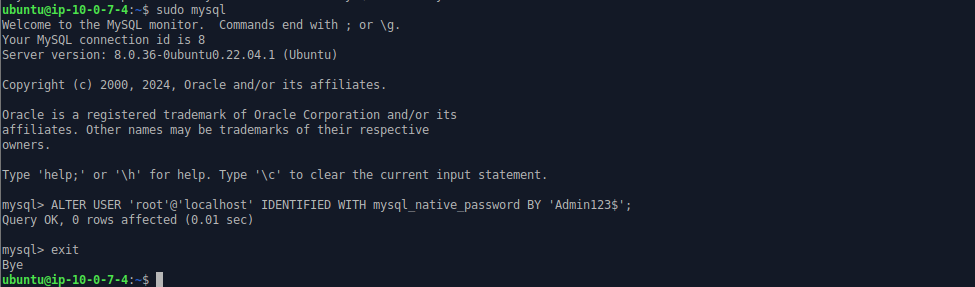 ubuntu@ip-10-0-7-4:~$ sudo mysql
Welcome to the MySQL monitor.  Commands end with ; or \g.
Your MySQL connection id is 8
Server version: 8.0.36-0ubuntu0.22.04.1 (Ubuntu)
Copyright (c) 2000, 2024, Oracle and/or its affiliates.
Oracle is a registered trademark of Oracle Corporation and/or its
affiliates. Other names may be trademarks of their respective
owners.
Type 'help;' or '\h' for help. Type '\c' to clear the current input statement.
mysql> ALTER USER 'root'@'localhost' IDENTIFIED WITH mysql_native_password BY 'Admin123$';
Query OK, 0 rows affected (0.01 sec)
mysql> exit
Bye
ubuntu@ip-10-0-7-4:~$